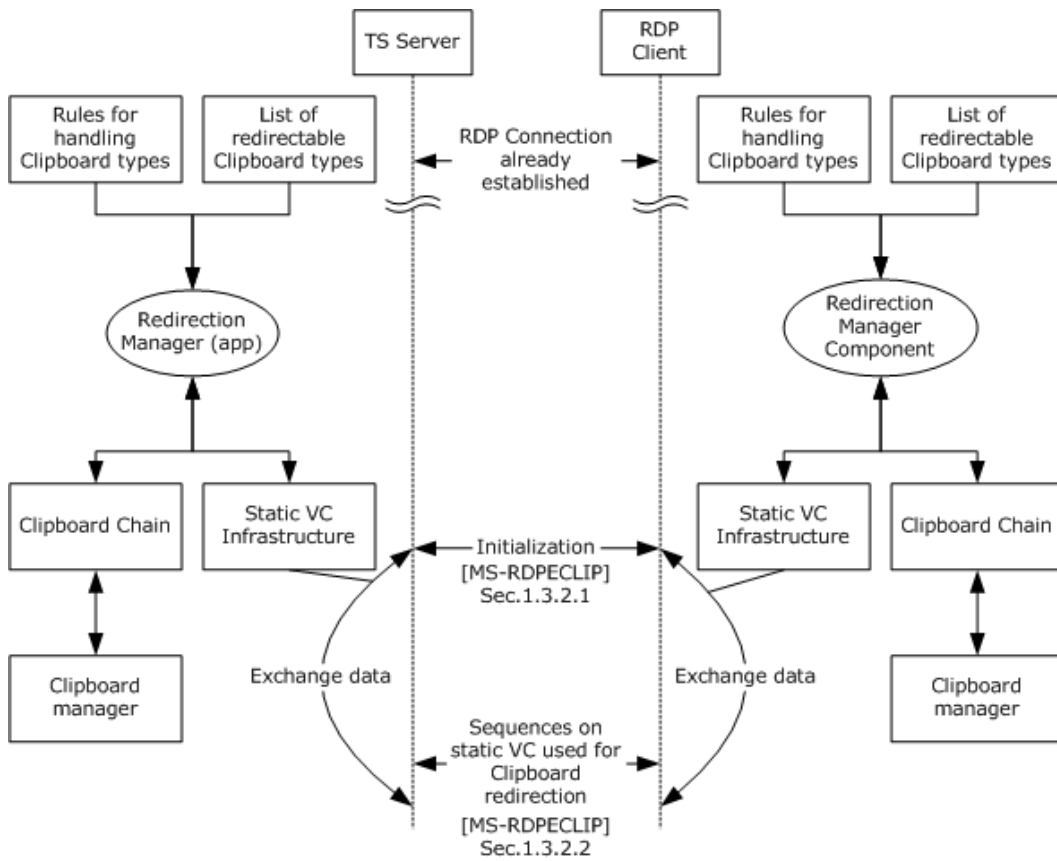 TS Server
RDP
Client
Rules for
handling
Clipboard types
List of
redirectable
Clipboard types
RDP Connection
already
established
Rules for
handling
Clipboard types
List of
redirectable
Clipboard types
Redirection
Manager (app)
Redirection
Manager
Component
Clipboard Chain
Static VC
Infrastructure
Initialization
[MS-RDPECLIP]
Sec.1.3.2.1
Static VC
Infrastructure
Clipboard Chain
Clipboard
manager
Exchange data
Exchange data
Clipboard
manager
Sequences on
static VC used for
Clipboard
redirection
[MS-RDPECLIP]
Sec.1.3.2.2